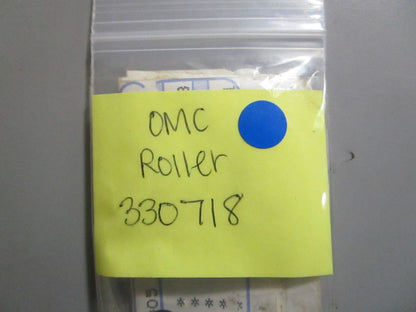 OMC
Roller
330718
****